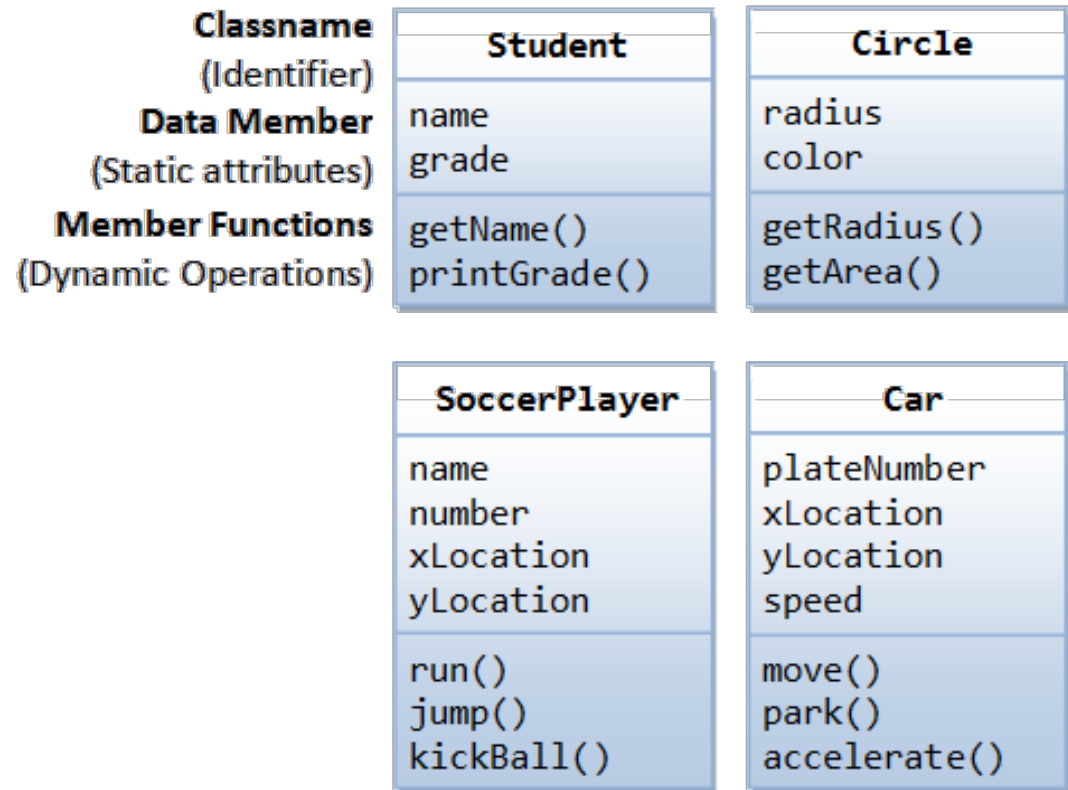 Classname
(Identifier)
Data Member
(Static attributes)
Member Functions
(Dynamic Operations)
Student
name
grade
getName()
printGrade()
Circle
radius
color
getRadius()
getArea()
SoccerPlayer
name
number
xLocation
yLocation
run()
jump()
kickBall()
Car
plateNumber
xLocation
yLocation
speed
move()
park()
accelerate()